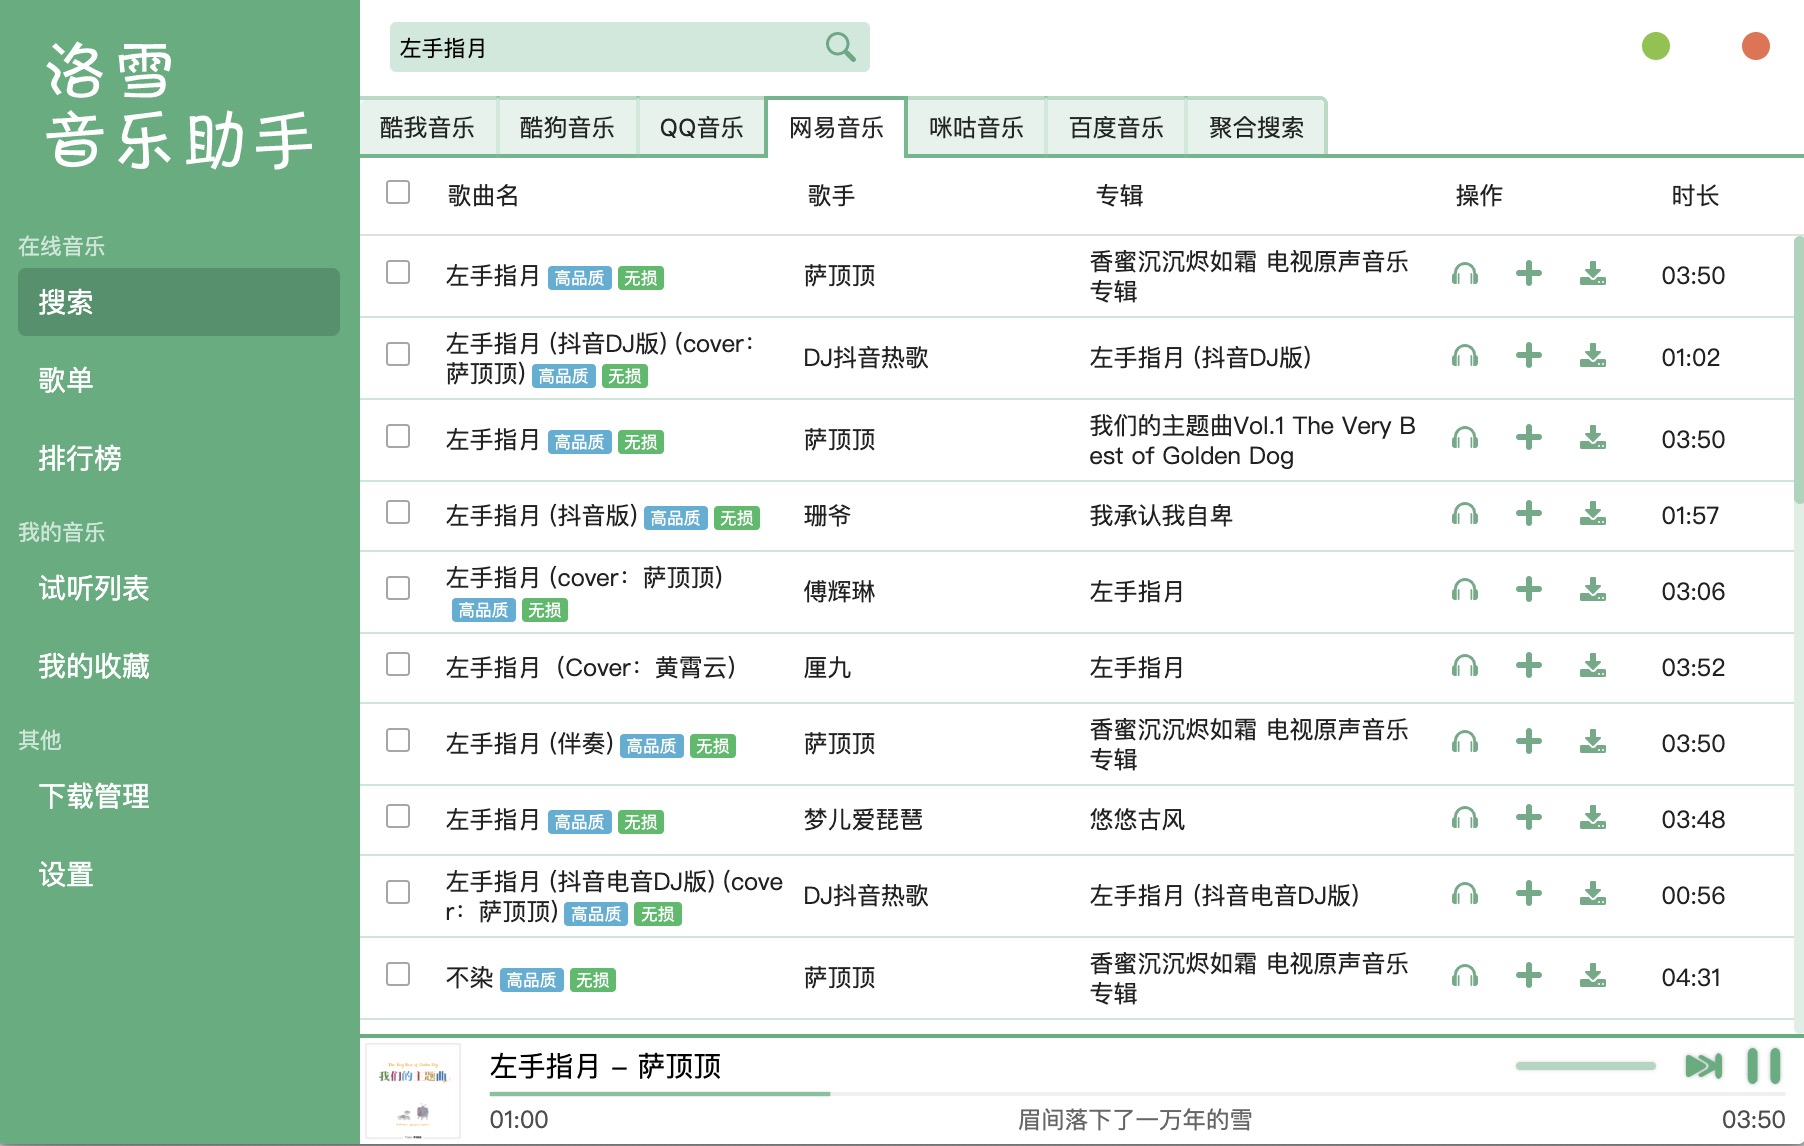 洛雪
音乐助手
在线音乐
搜索
歌单
排行榜
我的音乐
试听列表
我的收藏
其他
下载管理
设置
左手指月
酷我音乐 酷狗音乐 QQ音乐 网易音乐 咪咕音乐 百度音乐 聚合搜索
歌曲名 歌手 专辑 操作 时长
左手指月 高品质 无损 萨顶顶 香蜜沉沉烬如霜 电视原声音乐
专辑 03:50
左手指月 (抖音DJ版) (cover：
萨顶顶) 高品质 无损 DJ抖音热歌 左手指月 (抖音DJ版) 01:02
左手指月 高品质 无损 萨顶顶 我们的主题曲Vol.1 The Very B
est of Golden Dog 03:50
左手指月 (抖音版) 高品质 无损 珊爷 我承认我自卑 01:57
左手指月 (cover：萨顶顶)
高品质 无损 傅辉琳 左手指月 03:06
左手指月（Cover：黄霄云） 厘九 左手指月 03:52
左手指月 (伴奏) 高品质 无损 萨顶顶 香蜜沉沉烬如霜 电视原声音乐
专辑 03:50
左手指月 高品质 无损 梦儿爱琵琶 悠悠古风 03:48
左手指月 (抖音电音DJ版) (cove
r：萨顶顶) 高品质 无损 DJ抖音热歌 左手指月 (抖音电音DJ版) 00:56
不染 高品质 无损 萨顶顶 香蜜沉沉烬如霜 电视原声音乐
专辑 04:31
我们的主题曲
左手指月 – 萨顶顶
01:00 眉间落下了一万年的雪 03:50